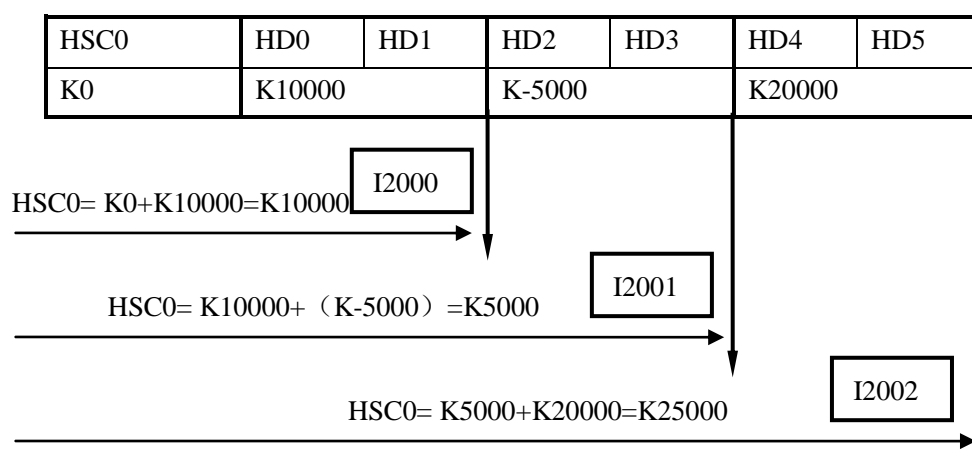 HSC0 HD0 HD1 HD2 HD3 HD4 HD5
K0 K10000 K-5000 K20000
I2000
HSC0= K0+K10000=K10000
I2001
HSC0= K10000+（K-5000）=K5000
I2002
HSC0= K5000+K20000=K25000